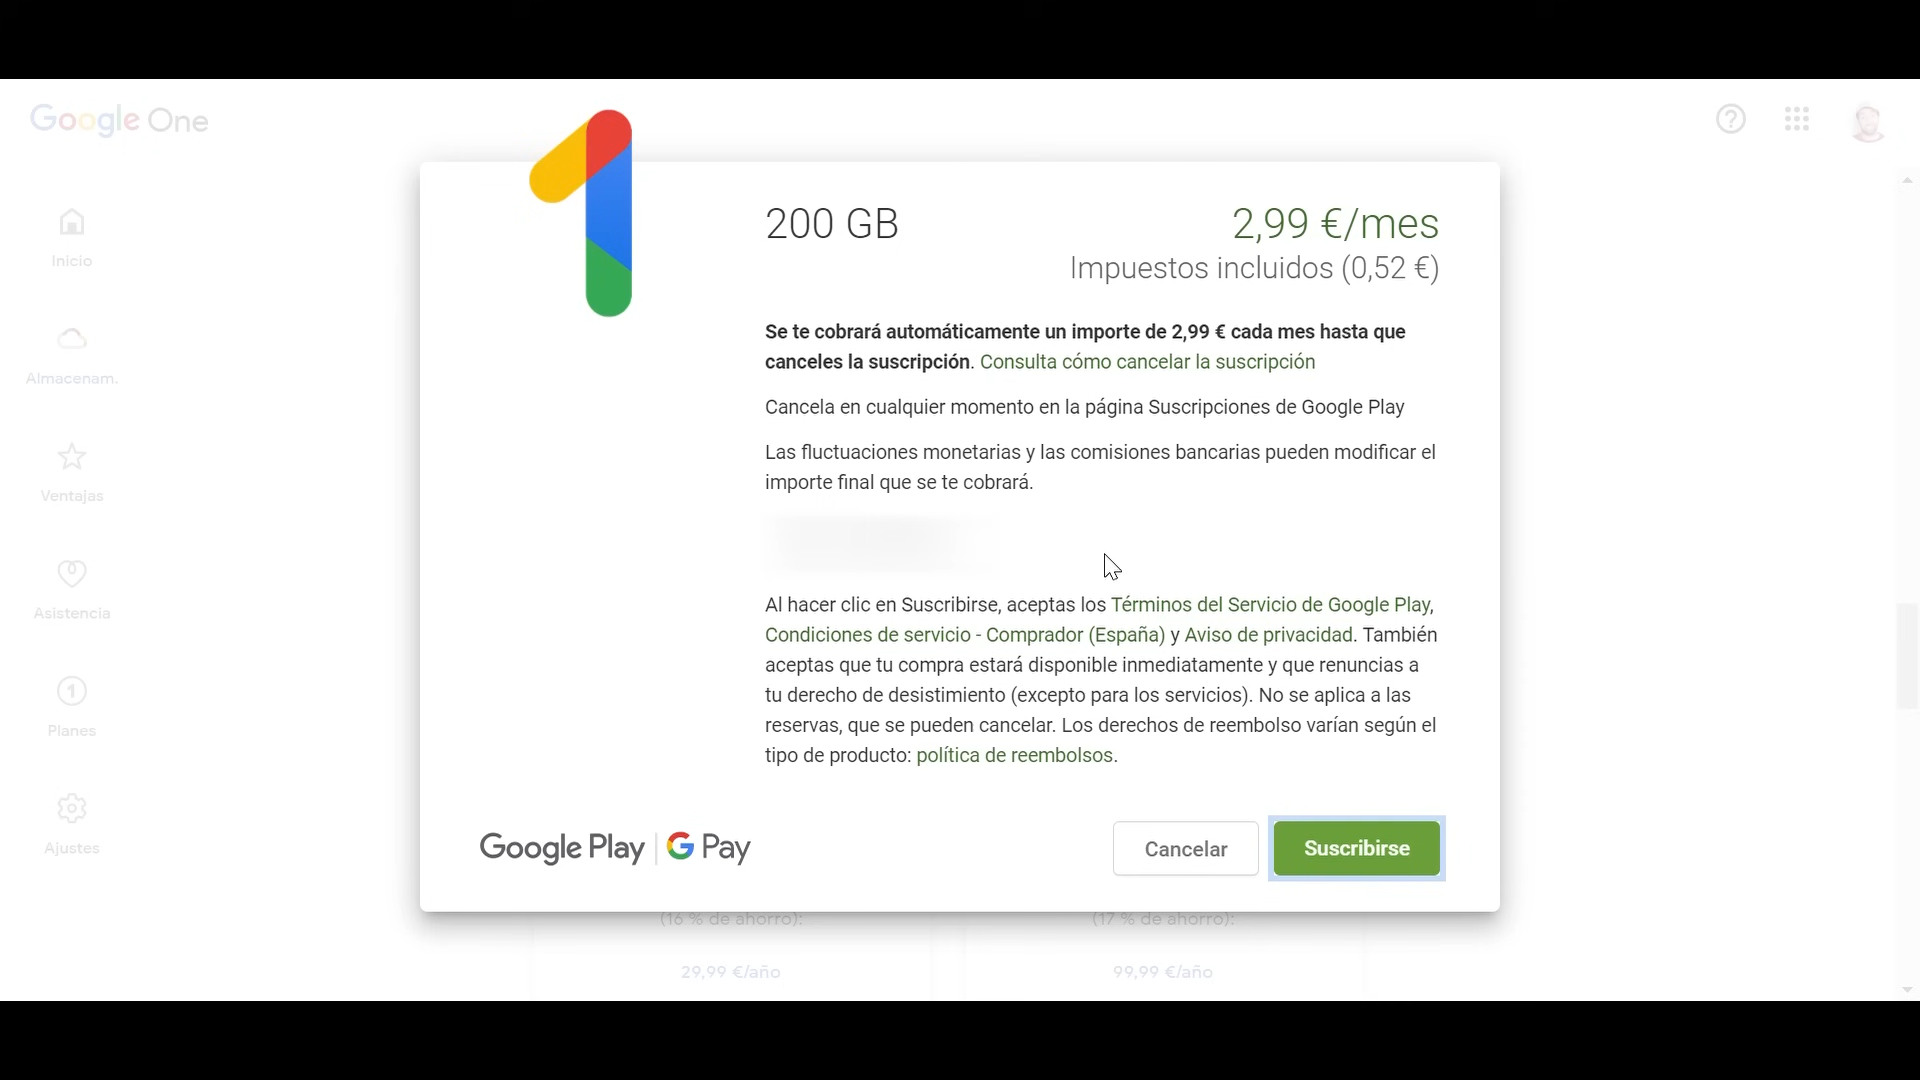 Google One
Inicio
Almacenam.
Ventajas
Asistencia
1
Planes
Ajustes
200 GB
2,99 €/mes
Impuestos incluidos (0,52 €)
Se te cobrará automáticamente un importe de 2,99 € cada mes hasta que
canceles la suscripción. Consulta cómo cancelar la suscripción
Cancela en cualquier momento en la página Suscripciones de Google Play
Las fluctuaciones monetarias y las comisiones bancarias pueden modificar el
importe final que se te cobrará.
Al hacer clic en Suscribirse, aceptas los Términos del Servicio de Google Play,
Condiciones de servicio - Comprador (España) y Aviso de privacidad. También
aceptas que tu compra estará disponible inmediatamente y que renuncias a
tu derecho de desistimiento (excepto para los servicios). No se aplica a las
reservas, que se pueden cancelar. Los derechos de reembolso varían según el
tipo de producto: política de reembolsos.
Google Play | G Pay
Cancelar
Suscribirse
(16 % de ahorro):
(17 % de ahorro):
29,99 €/año
99,99 €/año